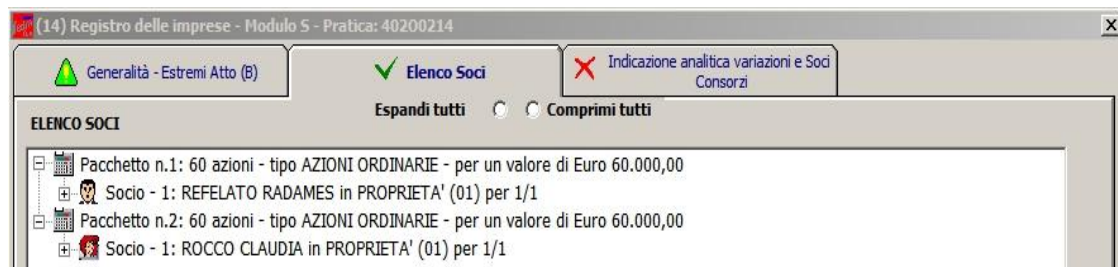 (14) Registro delle imprese - Modulo S - Pratica: 402O0214
Generalità - Estremi Atto (B)
Elenco Soci
Indicazione analitica variazioni e Soci
Consorzi
ELENCO SOCI
Espandi tutti Comprimi tutti
Pacchetto n.1: 60 azioni - tipo AZIONI ORDINARIE - per un valore di Euro 60.000,00
Socio - 1: REFELATO RADAMES in PROPRIETA' (01) per 1/1
Pacchetto n.2: 60 azioni - tipo AZIONI ORDINARIE - per un valore di Euro 60.000,00
Socio - 1: ROCCO CLAUDIA in PROPRIETA' (01) per 1/1